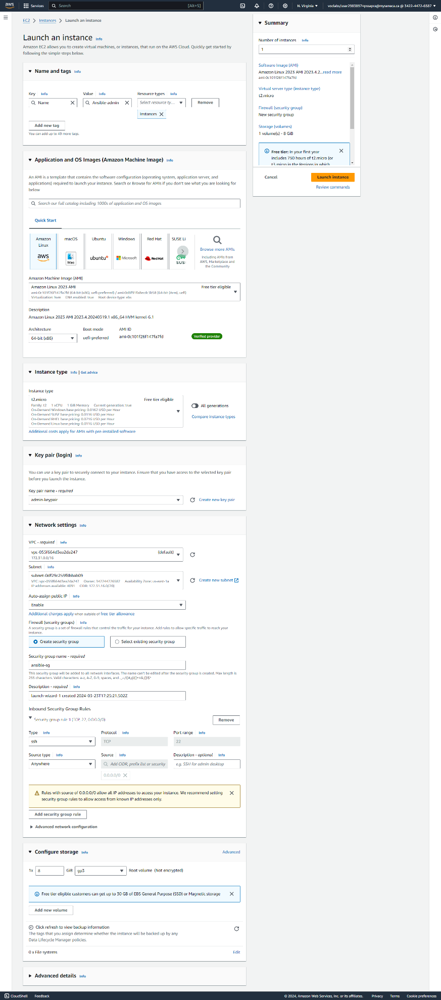 aws
Services
Search
[Alt+S]
N. Virginia
voclabs/user2983897=pssapra@myseneca.ca @ 3422-4472-6587
EC2 > Instances > Launch an instance
Launch an instance Info
Amazon EC2 allows you to create virtual machines, or instances, that run on the AWS Cloud. Quickly get started by
following the simple steps below.
Name and tags Info
Key Info Value Info Resource types Info
Name Ansible-admin Select resource ty... Remove
Instances
Add new tag
You can add up to 49 more tags.
Application and OS Images (Amazon Machine Image) Info
An AMI is a template that contains the software configuration (operating system, application server, and
applications) required to launch your instance. Search or Browse for AMIs if you don't see what you are looking for
below
Search our full catalog including 1000s of application and OS images
Quick Start
Amazon
Linux
aws
macOS
Mac
Ubuntu
ubuntu
Windows
Microsoft
Red Hat
Red Hat
SUSE Li
SUS
Browse more AMIs
Including AMIs from
AWS, Marketplace and
the Community
Amazon Machine Image (AMI)
Amazon Linux 2023 AMI Free tier eligible
ami-0c101f26f147fa7fd (64-bit (x86), uefi-preferred) / ami-0d8f91fa8ecdc3b58 (64-bit (Arm), uefi)
Virtualization: hvm ENA enabled: true Root device type: ebs
Description
Amazon Linux 2023 AMI 2023.4.20240319.1 x86_64 HVM kernel-6.1
Architecture Boot mode AMI ID
64-bit (x86) uefi-preferred ami-0c101f26f147fa7fd Verified provider
Instance type Info | Get advice
Instance type
t2.micro Free tier eligible
Family: t2 1 vCPU 1 GiB Memory Current generation: true
On-Demand Windows base pricing: 0.0162 USD per Hour
On-Demand SUSE base pricing: 0.0116 USD per Hour
On-Demand RHEL base pricing: 0.0716 USD per Hour
On-Demand Linux base pricing: 0.0116 USD per Hour
All generations
Compare instance types
Additional costs apply for AMIs with pre-installed software
Key pair (login) Info
You can use a key pair to securely connect to your instance. Ensure that you have access to the selected key pair
before you launch the instance.
Key pair name - required
admin-keypair Create new key pair
Network settings Info
VPC - required Info
vpc-055f664d3ea2da247 (default)
172.31.0.0/16
Subnet Info
subnet-0df29c259f8bbab09
VPC: vpc-055f664d3ea2da247 Owner: 342244726587 Availability Zone: us-east-1a
IP addresses available: 4091 CIDR: 172.31.16.0/20)
Create new subnet
Auto-assign public IP Info
Enable
Additional charges apply when outside of free tier allowance
Firewall (security groups) Info
A security group is a set of firewall rules that control the traffic for your instance. Add rules to allow specific traffic to reach your
instance.
Create security group Select existing security group
Security group name - required
ansible-sg
This security group will be added to all network interfaces. The name can't be edited after the security group is created. Max length is
255 characters. Valid characters: a-z, A-Z, 0-9, spaces, and ._-:/()#,@[]+=&;{}!$*
Description - required Info
launch-wizard-1 created 2024-03-23T17:25:21.502Z
Inbound Security Group Rules
Security group rule 1 (TCP, 22, 0.0.0.0/0) Remove
Type Info Protocol Info Port range Info
ssh TCP 22
Source type Info Source Info Description - optional Info
Anywhere Add CIDR, prefix list or security e.g. SSH for admin desktop
0.0.0.0/0
Rules with source of 0.0.0.0/0 allow all IP addresses to access your instance. We recommend setting
security group rules to allow access from known IP addresses only.
Add security group rule
Advanced network configuration
Configure storage Info Advanced
1x 8 GiB gp3 Root volume (Not encrypted)
Free tier eligible customers can get up to 30 GB of EBS General Purpose (SSD) or Magnetic storage
Add new volume
Click refresh to view backup information
The tags that you assign determine whether the instance will be backed up by any
Data Lifecycle Manager policies.
0 x File systems Edit
Advanced details Info
Summary
Number of instances Info
1
Software Image (AMI)
Amazon Linux 2023 AMI 2023.4.2...read more
ami-0c101f26f147fa7fd
Virtual server type (instance type)
t2.micro
Firewall (security group)
New security group
Storage (volumes)
1 volume(s) - 8 GiB
Free tier: In your first year
includes 750 hours of t2.micro (or
t3.micro in the Regions in which
Cancel Launch instance
Review commands
CloudShell Feedback © 2024, Amazon Web Services, Inc. or its affiliates. Privacy Terms Cookie preferences